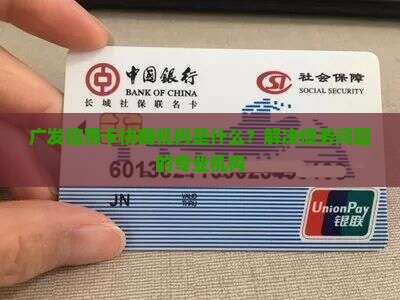 中国银行
BANK OF CHINA
长城 社保联名卡
社会保障
SOCIAL SECURITY
广发信用卡协商机构是什么？解决债务问题
的专业机构
JN
UnionPay
银联